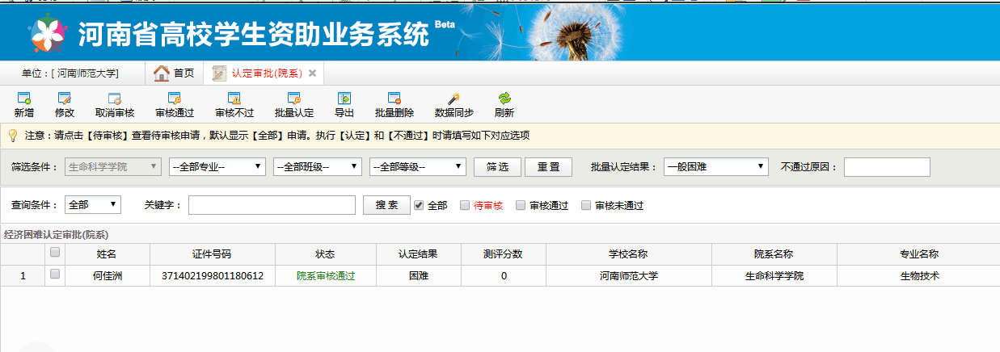 河南省高校学生资助业务系统 Beta
单位：[ 河南师范大学] 首页 认定审批(院系)
新增 修改 取消审核 审核通过 审核不过 批量认定 导出 批量删除 数据同步 刷新
注意：请点击【待审核】查看待审核申请，默认显示【全部】申请。执行【认定】和【不通过】时请填写如下对应选项
筛选条件： 生命科学学院 --全部专业-- --全部班级-- --全部等级-- 筛 选 重 置 批量认定结果： 一般困难 不通过原因：
查询条件： 全部 关键字： 搜 索 全部 待审核 审核通过 审核未通过
经济困难认定审批(院系)
姓名 证件号码 状态 认定结果 测评分数 学校名称 院系名称 专业名称
1 何佳洲 371402199801180612 院系审核通过 困难 0 河南师范大学 生命科学学院 生物技术